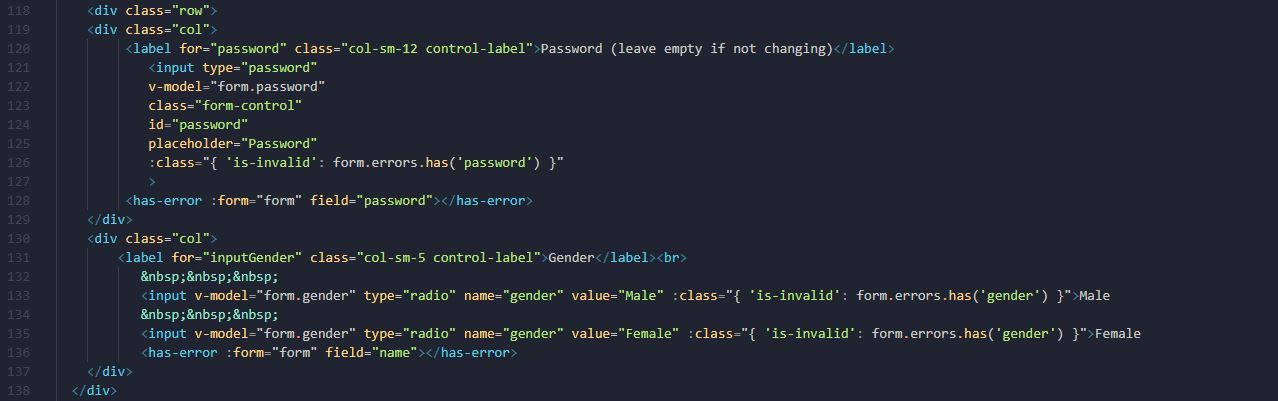 118 <div class="row">
119 <div class="col">
120 <label for="password" class="col-sm-12 control-label">Password (leave empty if not changing)</label>
121 <input type="password"
122 v-model="form.password"
123 class="form-control"
124 id="password"
125 placeholder="Password"
126 :class="{ 'is-invalid': form.errors.has('password') }"
127 >
128 <has-error :form="form" field="password"></has-error>
129 </div>
130 <div class="col">
131 <label for="inputGender" class="col-sm-5 control-label">Gender</label><br>
132 &nbsp;&nbsp;&nbsp;
133 <input v-model="form.gender" type="radio" name="gender" value="Male" :class="{ 'is-invalid': form.errors.has('gender') }">Male
134 &nbsp;&nbsp;&nbsp;
135 <input v-model="form.gender" type="radio" name="gender" value="Female" :class="{ 'is-invalid': form.errors.has('gender') }">Female
136 <has-error :form="form" field="name"></has-error>
137 </div>
138 </div>